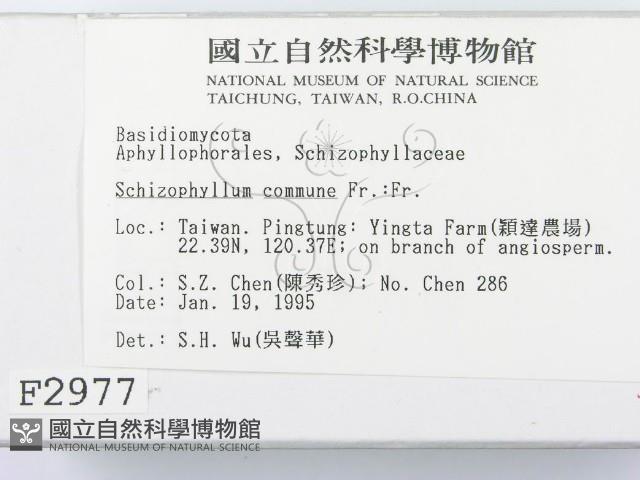 國立自然科學博物館
NATIONAL MUSEUM OF NATURAL SCIENCE
TAICHUNG, TAIWAN, R.O.CHINA
Basidiomycota
Aphyllophorales, Schizophyllaceae
Schizophyllum commune Fr.:Fr.
Loc.: Taiwan. Pingtung: Yingta Farm(穎達農場)
22.39N, 120.37E; on branch of angiosperm.
Col.: S.Z. Chen(陳秀珍); No. Chen 286
Date: Jan. 19, 1995
Det.: S.H. Wu(吳聲華)
F2977
國立自然科學博物館
NATIONAL MUSEUM OF NATURAL SCIENCE